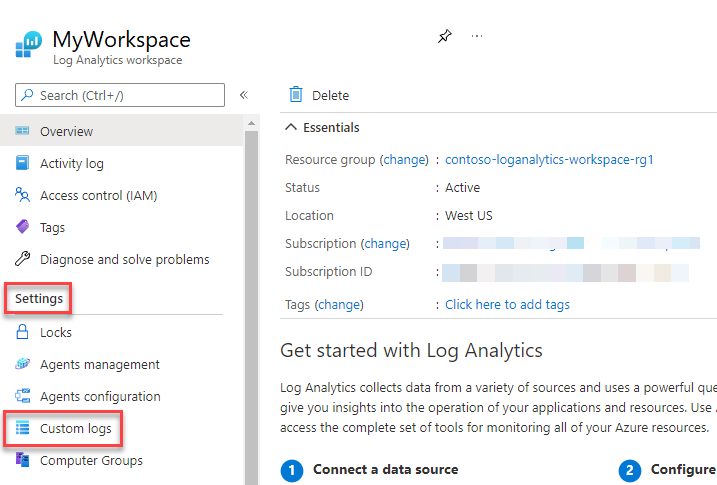 MyWorkspace
...
Log Analytics workspace
Search (Ctrl+/)
«
Overview
Activity log
Access control (IAM)
Tags
Diagnose and solve problems
Settings
Locks
Agents management
Agents configuration
Custom logs
Computer Groups
Delete
Essentials
Resource group (change) : contoso-loganalytics-workspace-rg1
Status : Active
Location : West US
Subscription (change) :
Subscription ID :
Tags (change) : Click here to add tags
Get started with Log Analytics
Log Analytics collects data from a variety of sources and uses a powerful que
give you insights into the operation of your applications and resources. Use A
access the complete set of tools for monitoring all of your Azure resources.
1 Connect a data source
2 Configure